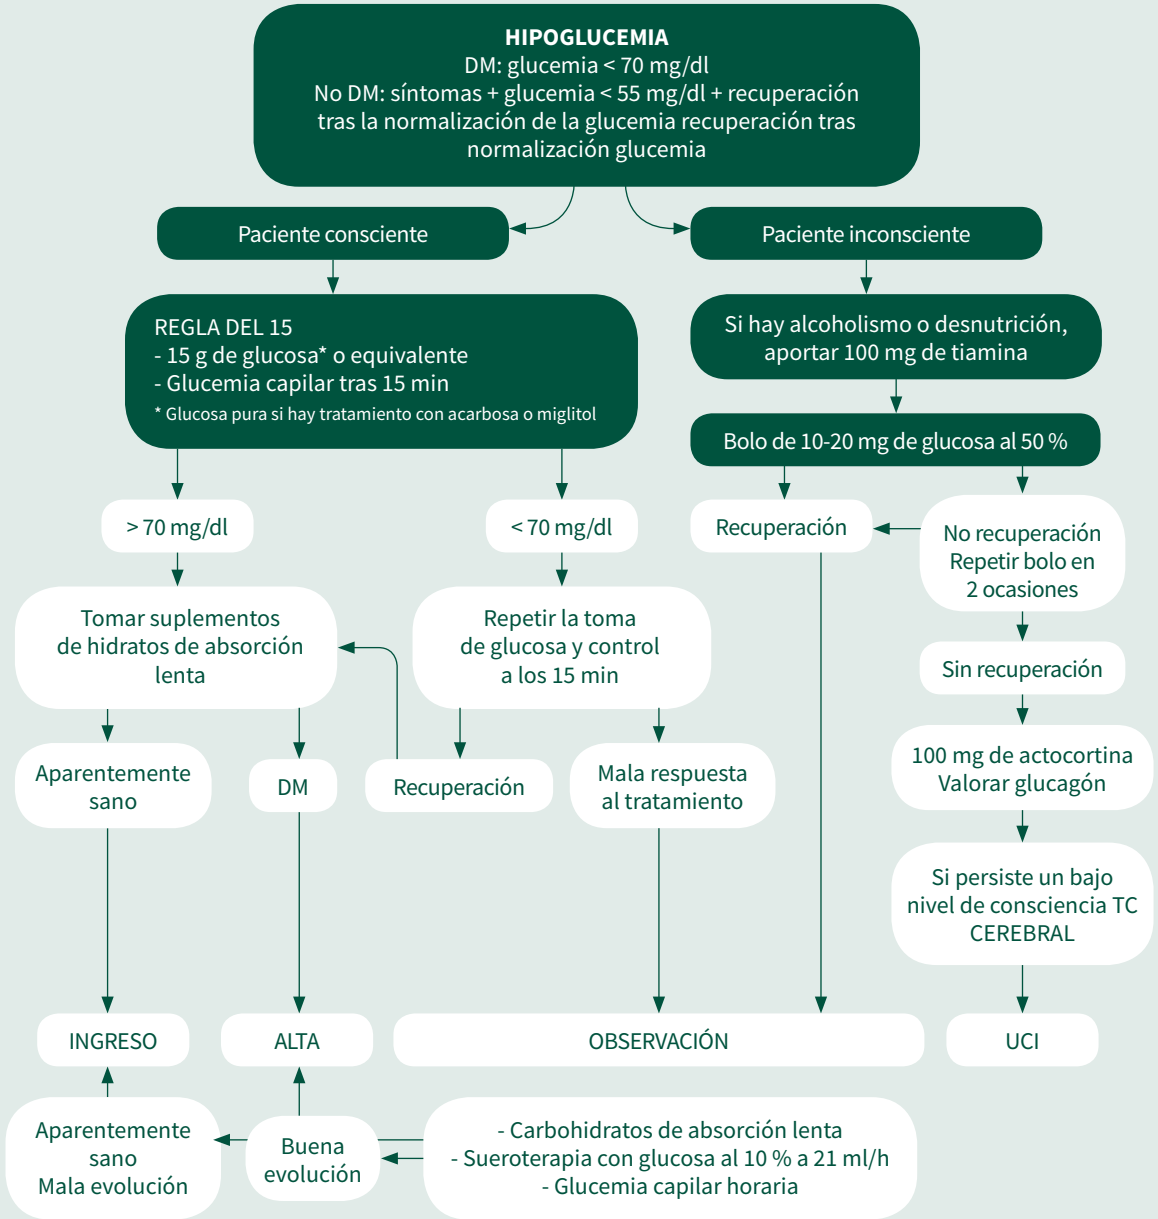 HIPOGLUCEMIA
DM: glucemia < 70 mg/dl
No DM: síntomas + glucemia < 55 mg/dl + recuperación
tras la normalización de la glucemia recuperación tras
normalización glucemia
Paciente consciente
Paciente inconsciente
REGLA DEL 15
- 15 g de glucosa* o equivalente
- Glucemia capilar tras 15 min
* Glucosa pura si hay tratamiento con acarbosa o miglitol
Si hay alcoholismo o desnutrición,
aportar 100 mg de tiamina
Bolo de 10-20 mg de glucosa al 50 %
> 70 mg/dl
< 70 mg/dl
Recuperación
No recuperación
Repetir bolo en
2 ocasiones
Tomar suplementos
de hidratos de absorción
lenta
Repetir la toma
de glucosa y control
a los 15 min
Sin recuperación
Aparentemente
sano
DM
Recuperación
Mala respuesta
al tratamiento
100 mg de actocortina
Valorar glucagón
Si persiste un bajo
nivel de consciencia TC
CEREBRAL
INGRESO
ALTA
OBSERVACIÓN
UCI
Aparentemente
sano
Mala evolución
Buena
evolución
- Carbohidratos de absorción lenta
- Sueroterapia con glucosa al 10 % a 21 ml/h
- Glucemia capilar horaria